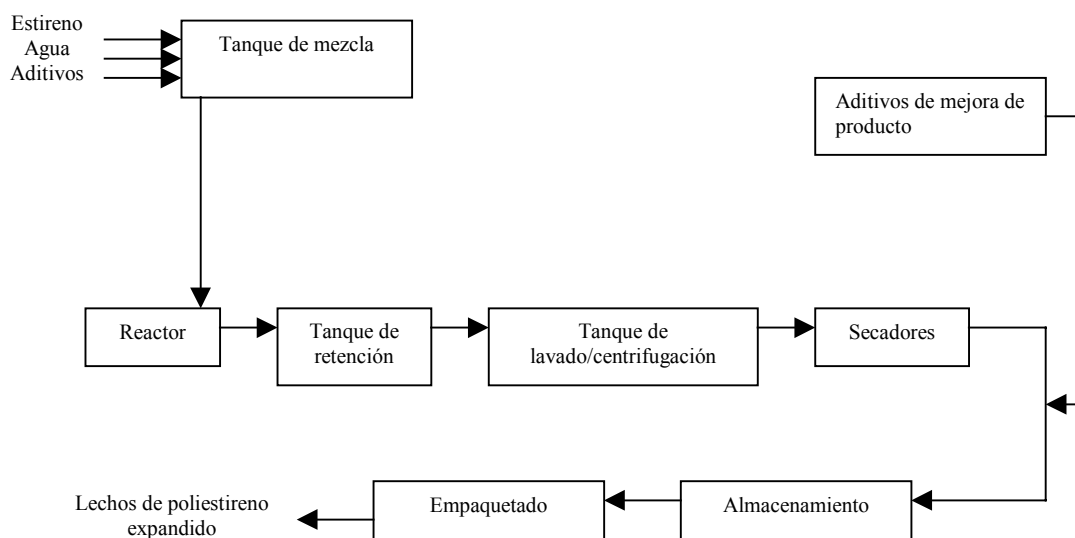 Estireno
Agua
Aditivos
Tanque de mezcla
Aditivos de mejora de
producto
Reactor
Tanque de
retención
Tanque de
lavado/centrifugación
Secadores
Lechos de poliestireno
expandido
Empaquetado
Almacenamiento